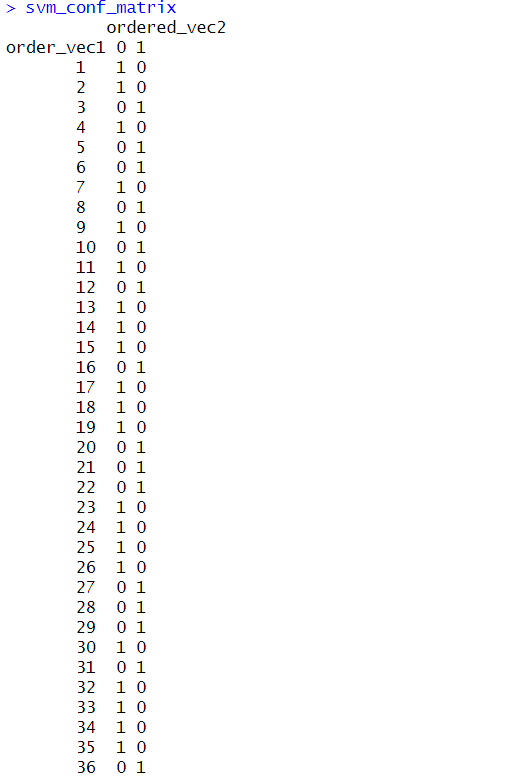 > svm_conf_matrix
ordered_vec2
order_vec1 0 1
1 1 0
2 1 0
3 0 1
4 1 0
5 0 1
6 0 1
7 1 0
8 0 1
9 1 0
10 0 1
11 1 0
12 0 1
13 1 0
14 1 0
15 1 0
16 0 1
17 1 0
18 1 0
19 1 0
20 0 1
21 0 1
22 0 1
23 1 0
24 1 0
25 1 0
26 1 0
27 0 1
28 0 1
29 0 1
30 1 0
31 0 1
32 1 0
33 1 0
34 1 0
35 1 0
36 0 1